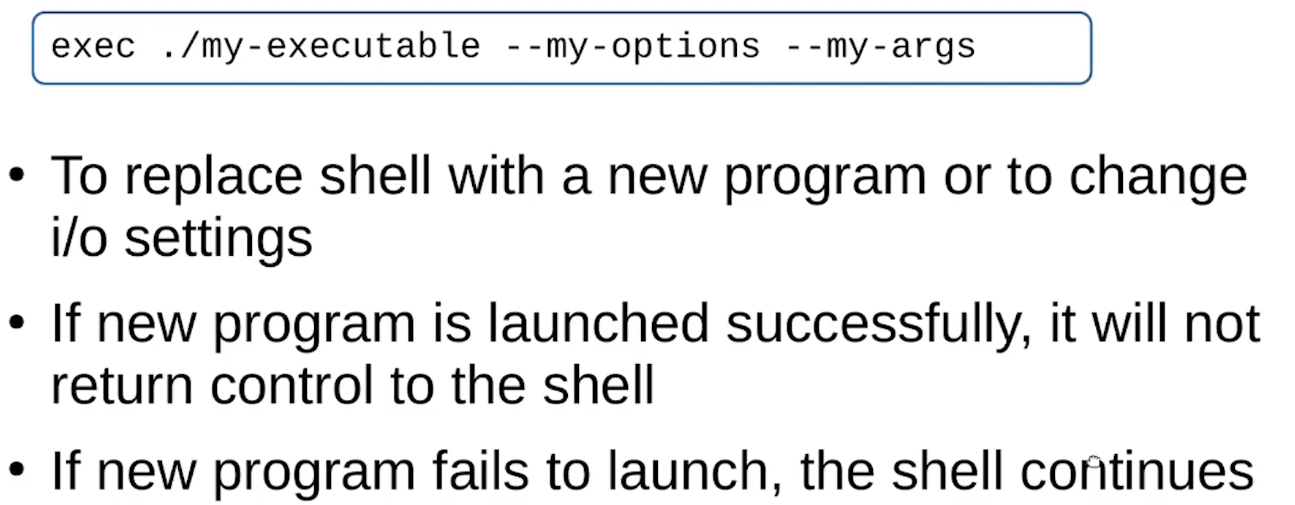 exec ./my-executable --my-options --my-args
• To replace shell with a new program or to change
i/o settings
• If new program is launched successfully, it will not
return control to the shell
• If new program fails to launch, the shell continues